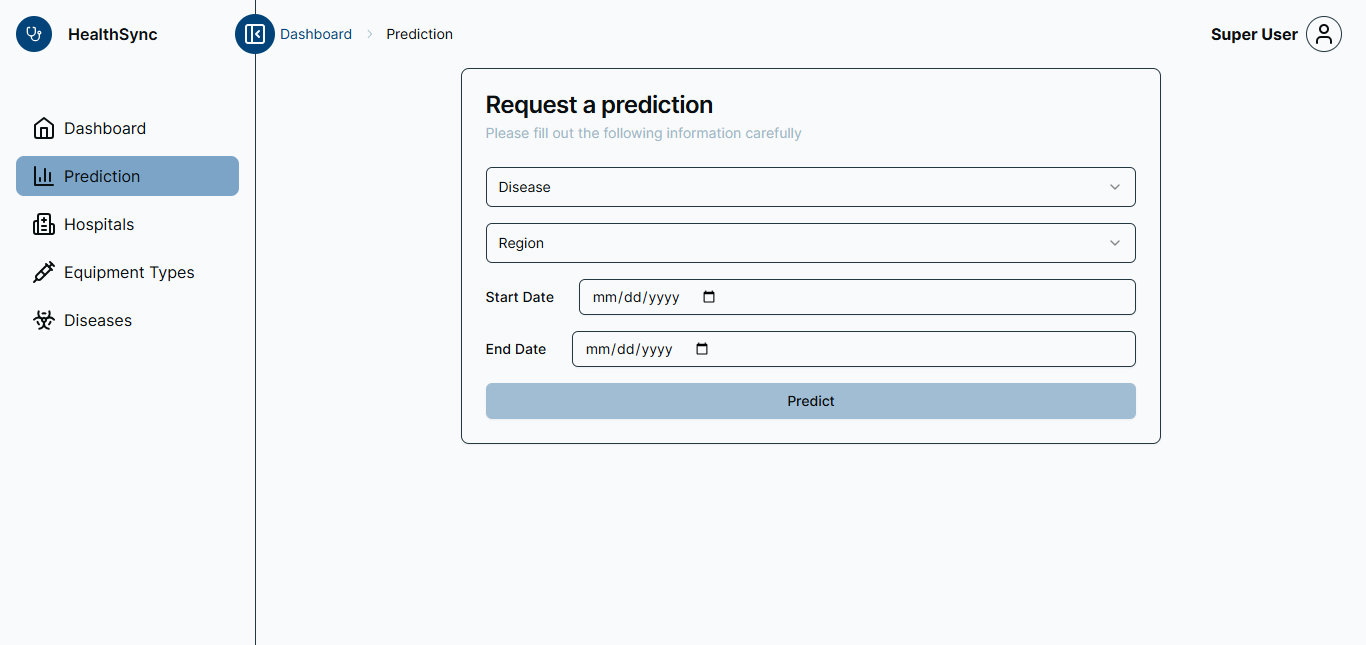 HealthSync
Dashboard
Prediction
Super User
Dashboard
Prediction
Hospitals
Equipment Types
Diseases
Request a prediction
Please fill out the following information carefully
Disease
Region
Start Date mm/dd/yyyy
End Date mm/dd/yyyy
Predict